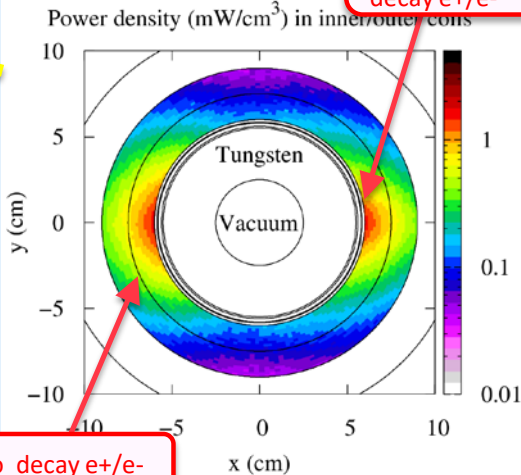 decay e+/e-
Power density (mW/cm³) in inner/outer coils
10
5
0
−5
−10
y (cm)
Tungsten
Vacuum
1
0.1
0.01
−10
−5
0
5
10
x (cm)
decay e+/e-